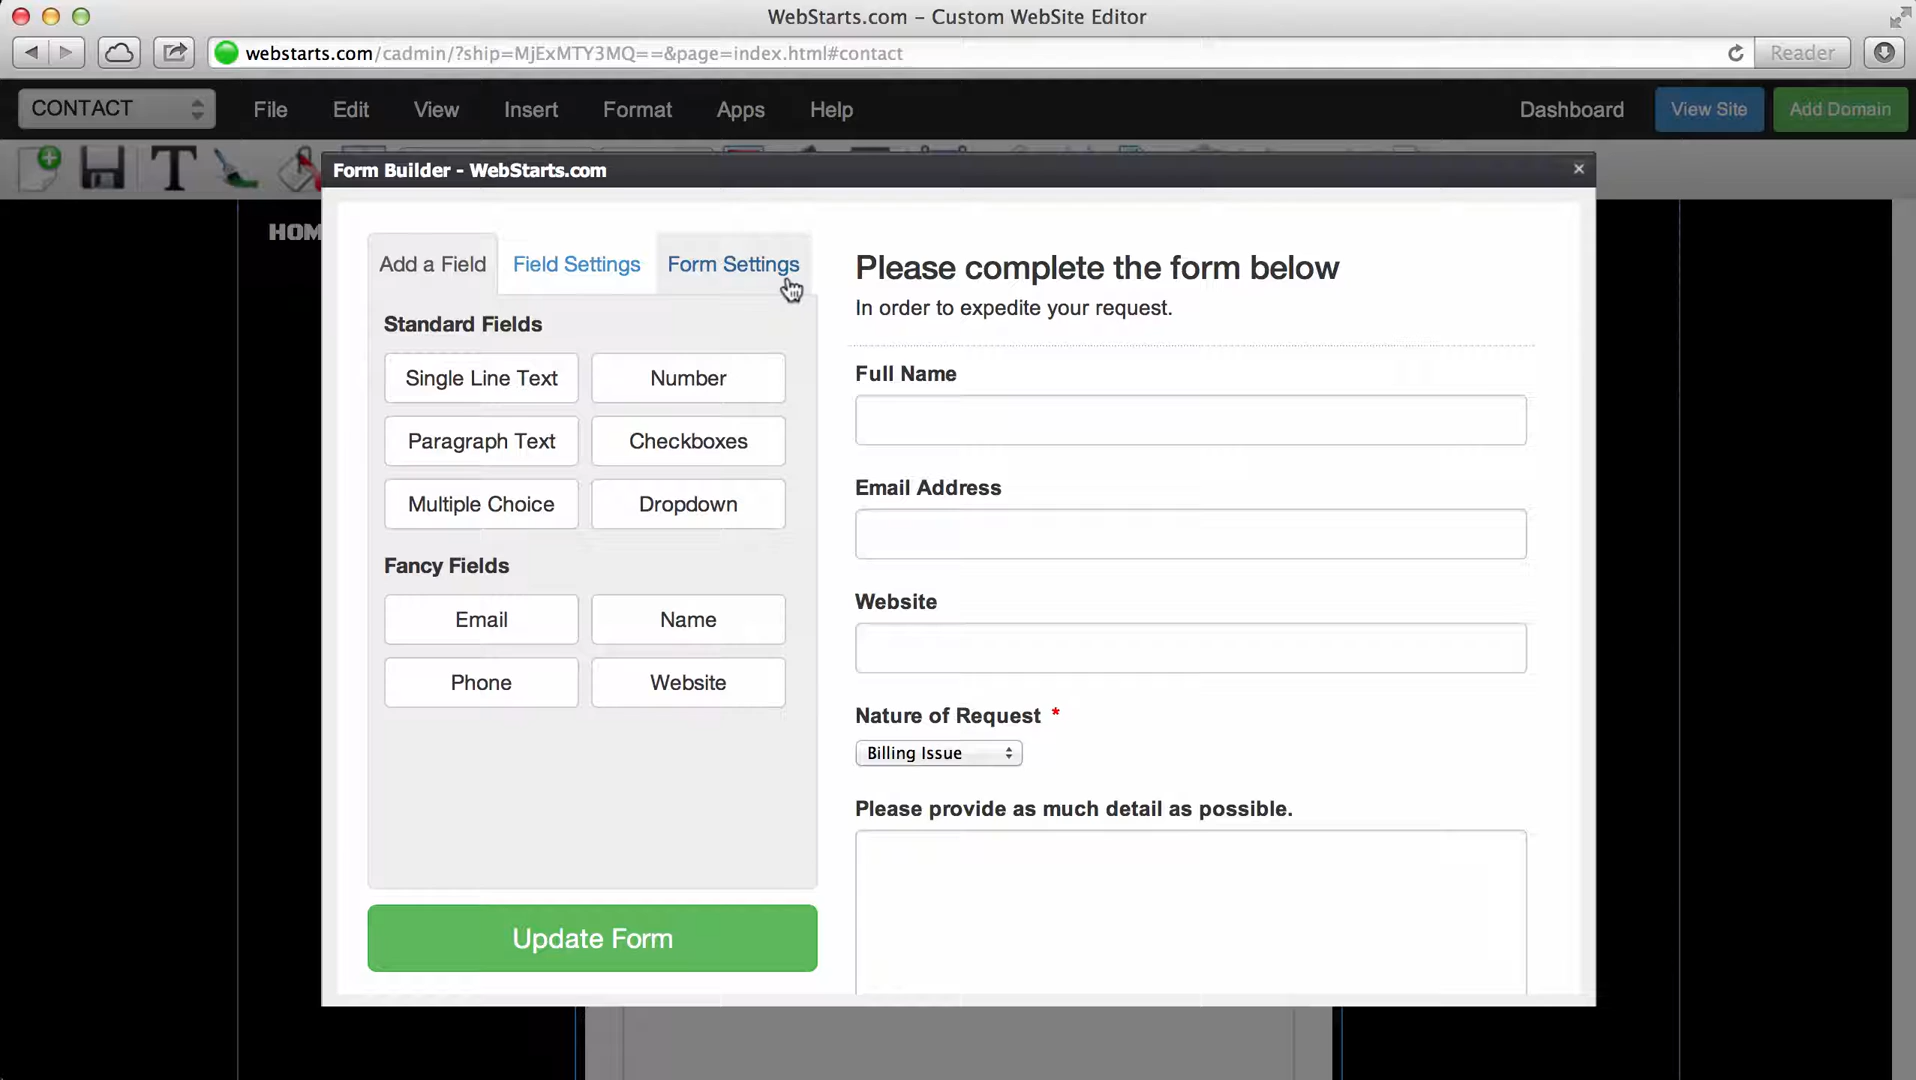 WebStarts.com – Custom WebSite Editor
webstarts.com/cadmin/?ship=MjExMTY3MQ==&page=index.html#contact
Reader
CONTACT
File
Edit
View
Insert
Format
Apps
Help
Dashboard
View Site
Add Domain
Form Builder - WebStarts.com
HOM
Add a Field
Field Settings
Form Settings
Standard Fields
Single Line Text
Number
Paragraph Text
Checkboxes
Multiple Choice
Dropdown
Fancy Fields
Email
Name
Phone
Website
Update Form
Please complete the form below
In order to expedite your request.
Full Name
Email Address
Website
Nature of Request *
Billing Issue
Please provide as much detail as possible.